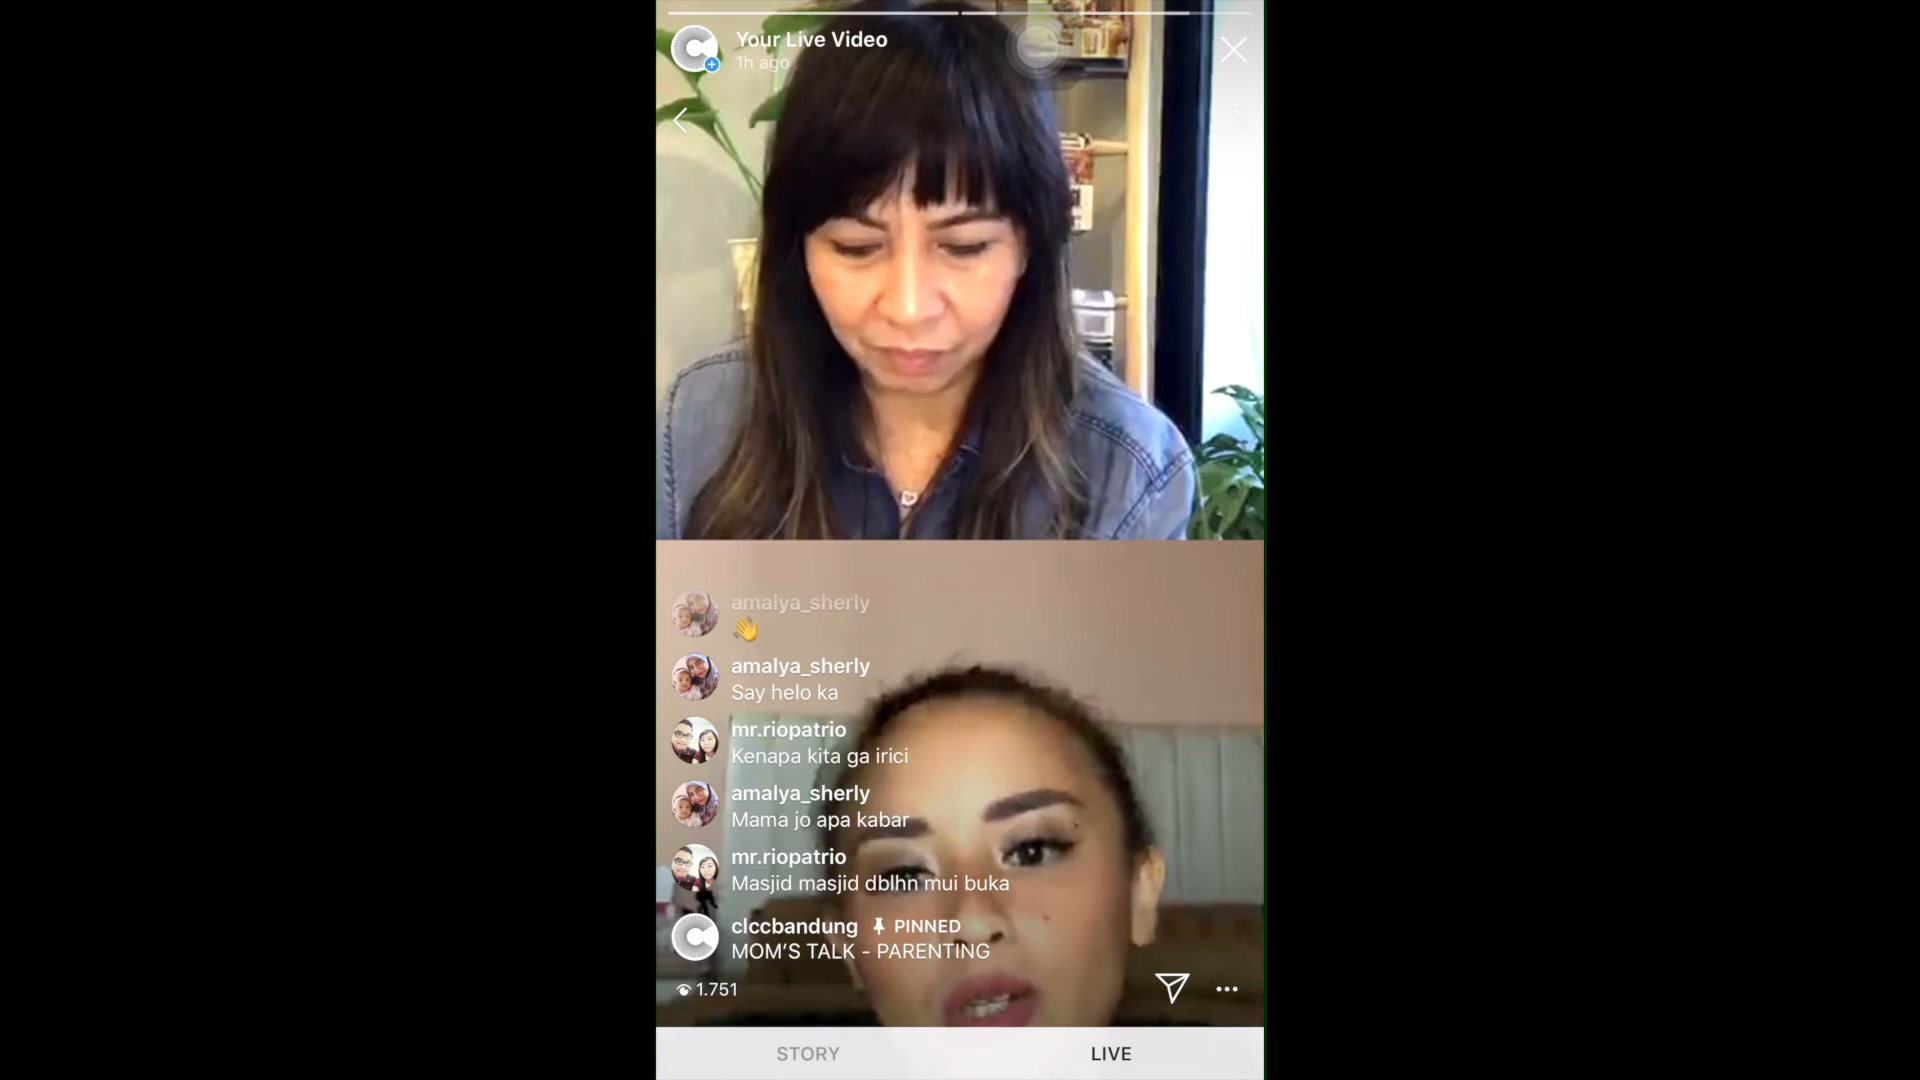 Your Live Video
1h ago
amalya_sherly
👋
amalya_sherly
Say helo ka
mr.riopatrio
Kenapa kita ga irici
amalya_sherly
Mama jo apa kabar
mr.riopatrio
Masjid masjid dblhn mui buka
clccbandung PINNED
MOM'S TALK - PARENTING
1.751
STORY
LIVE